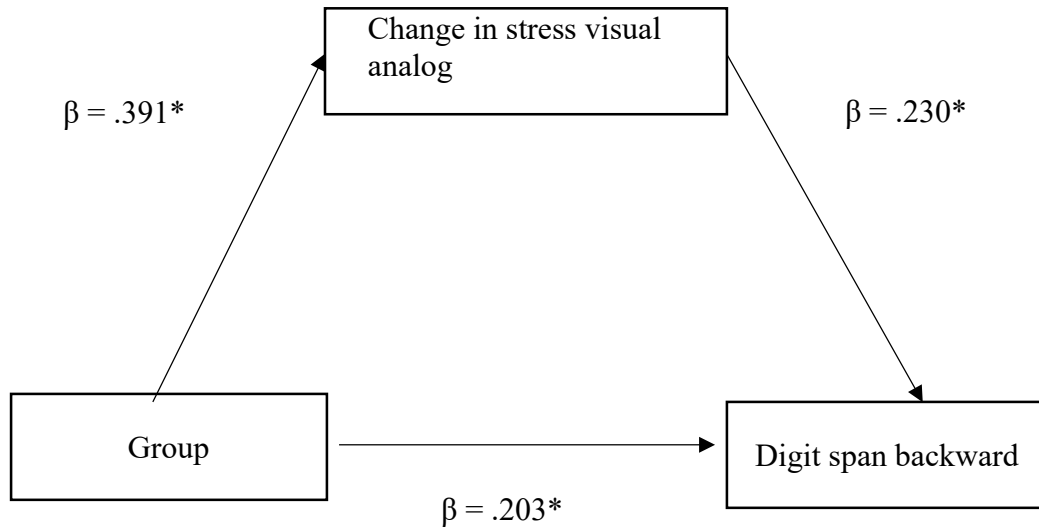 Change in stress visual
analog
β = .391*
β = .230*
Group
Digit span backward
β = .203*